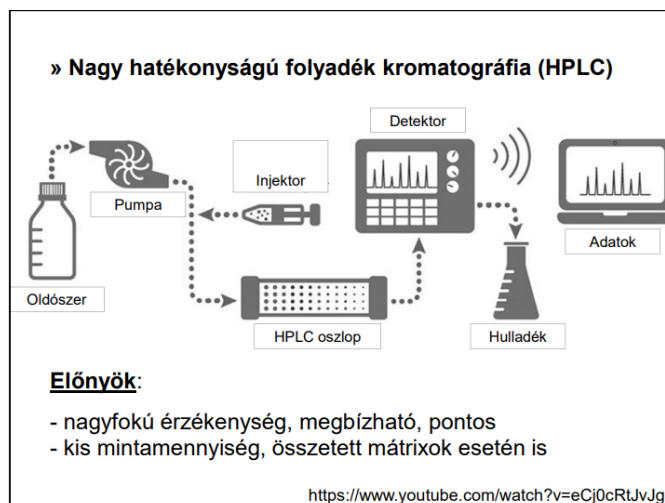 » Nagy hatékonyságú folyadék kromatográfia (HPLC)
Detektor
Injektor
Pumpa
Adatok
Oldószer
HPLC oszlop
Hulladék
Előnyök:
- nagyfokú érzékenység, megbízható, pontos
- kis mintamennyiség, összetett mátrixok esetén is
https://www.youtube.com/watch?v=eCj0cRtJvJg